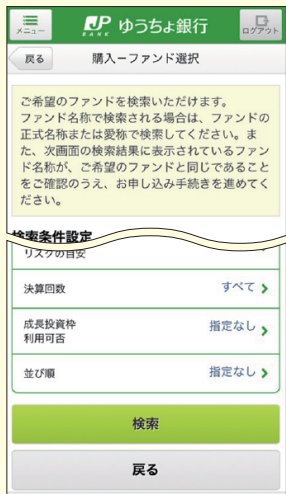 メニュー
JP BANK ゆうちょ銀行
ログアウト
戻る
購入－ファンド選択
ご希望のファンドを検索いただけます。
ファンド名称で検索される場合は、ファンドの
正式名称または愛称で検索してください。ま
た、次画面の検索結果に表示されているファン
ド名称が、ご希望のファンドと同じであること
をご確認のうえ、お申し込み手続きを進めてく
ださい。
検索条件設定
リスクの目安
決算回数 すべて
成長投資枠
利用可否 指定なし
並び順 指定なし
検索
戻る